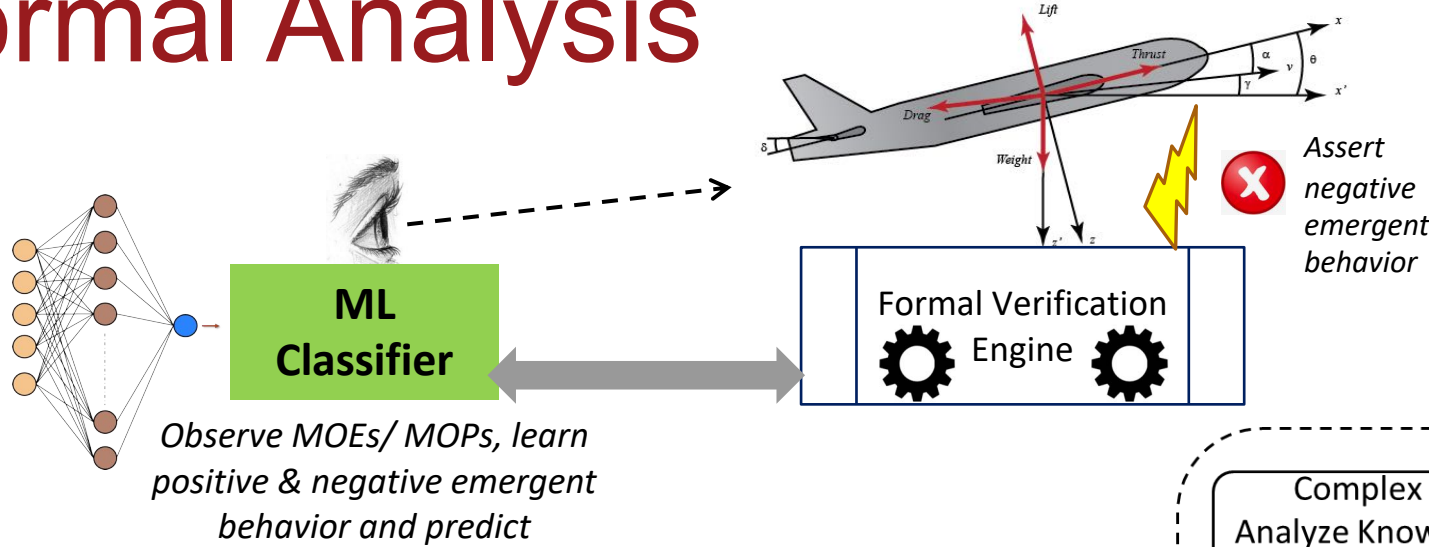 ormal Analysis
Lift
x
Thrust
α
v
θ
γ
x'
Drag
δ
Weight
z'
z
Assert
negative
emergent
behavior
ML
Classifier
Formal Verification
Engine
Observe MOEs/ MOPs, learn
positive & negative emergent
behavior and predict
Complex
Analyze Know